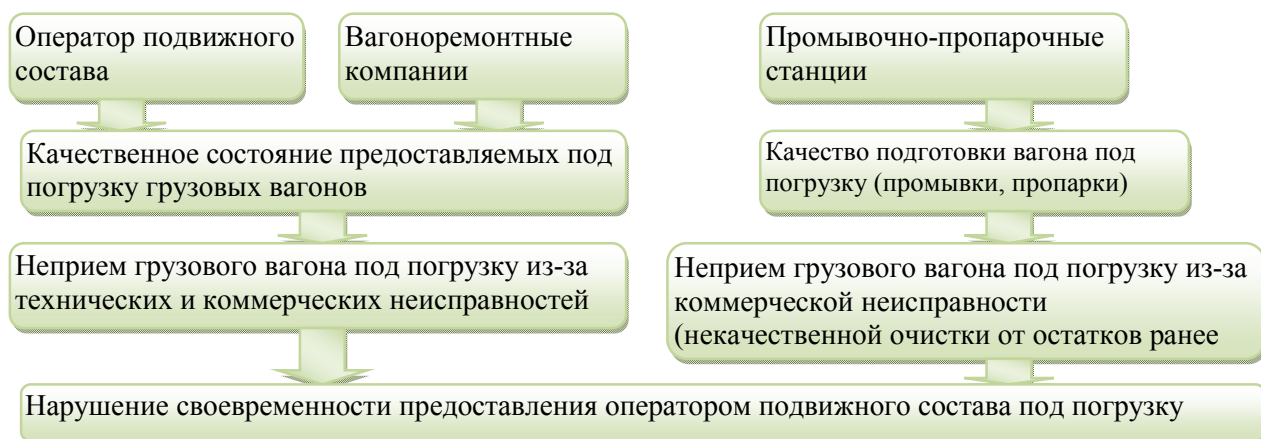 Оператор подвижного
состава
Вагоноремонтные
компании
Промывочно-пропарочные
станции
Качественное состояние предоставляемых под
погрузку грузовых вагонов
Качество подготовки вагона под
погрузку (промывки, пропарки)
Неприем грузового вагона под погрузку из-за
технических и коммерческих неисправностей
Неприем грузового вагона под погрузку из-за
коммерческой неисправности
(некачественной очистки от остатков ранее
Нарушение своевременности предоставления оператором подвижного состава под погрузку